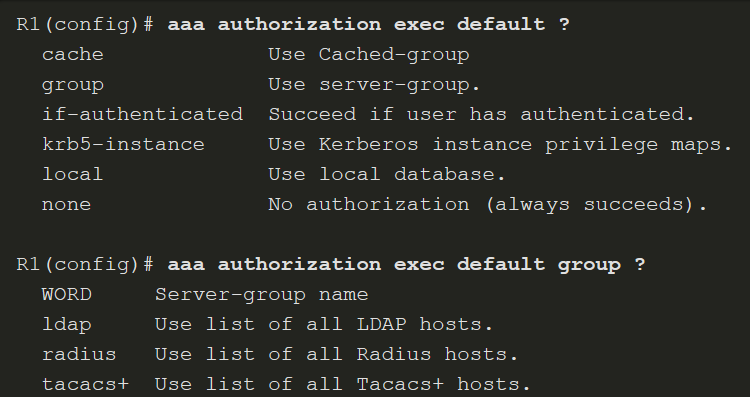 R1(config)# aaa authorization exec default ?
cache Use Cached-group
group Use server-group.
if-authenticated Succeed if user has authenticated.
krb5-instance Use Kerberos instance privilege maps.
local Use local database.
none No authorization (always succeeds).
R1(config)# aaa authorization exec default group ?
WORD Server-group name
ldap Use list of all LDAP hosts.
radius Use list of all Radius hosts.
tacacs+ Use list of all Tacacs+ hosts.